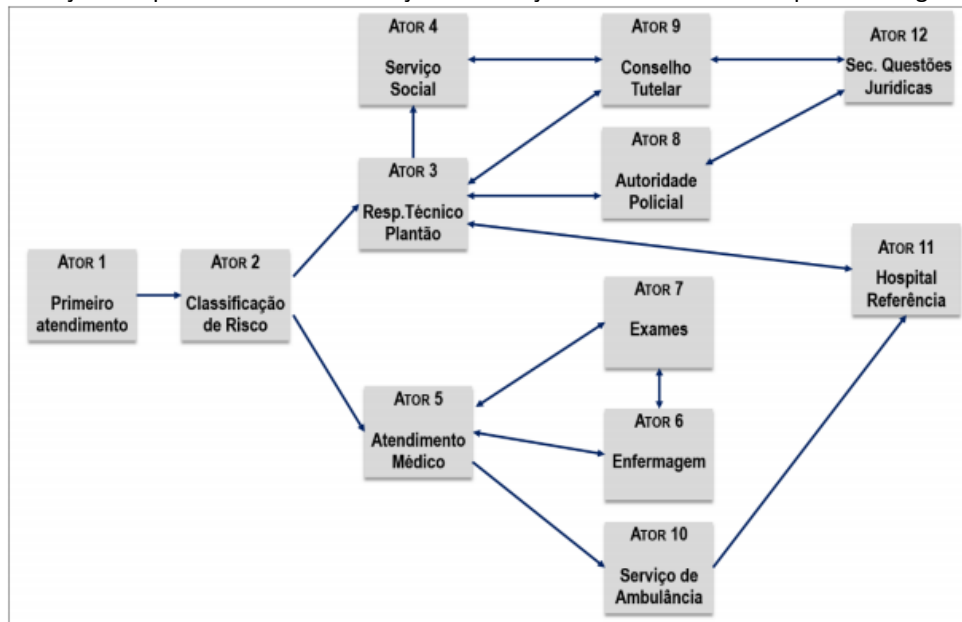 ATOR 4
Serviço
Social
ATOR 9
Conselho
Tutelar
ATOR 12
Sec. Questões
Jurídicas
ATOR 3
Resp.Técnico
Plantão
ATOR 8
Autoridade
Policial
ATOR 1
Primeiro
atendimento
ATOR 2
Classificação
de Risco
ATOR 11
Hospital
Referência
ATOR 7
Exames
ATOR 5
Atendimento
Médico
ATOR 6
Enfermagem
ATOR 10
Serviço de
Ambulância